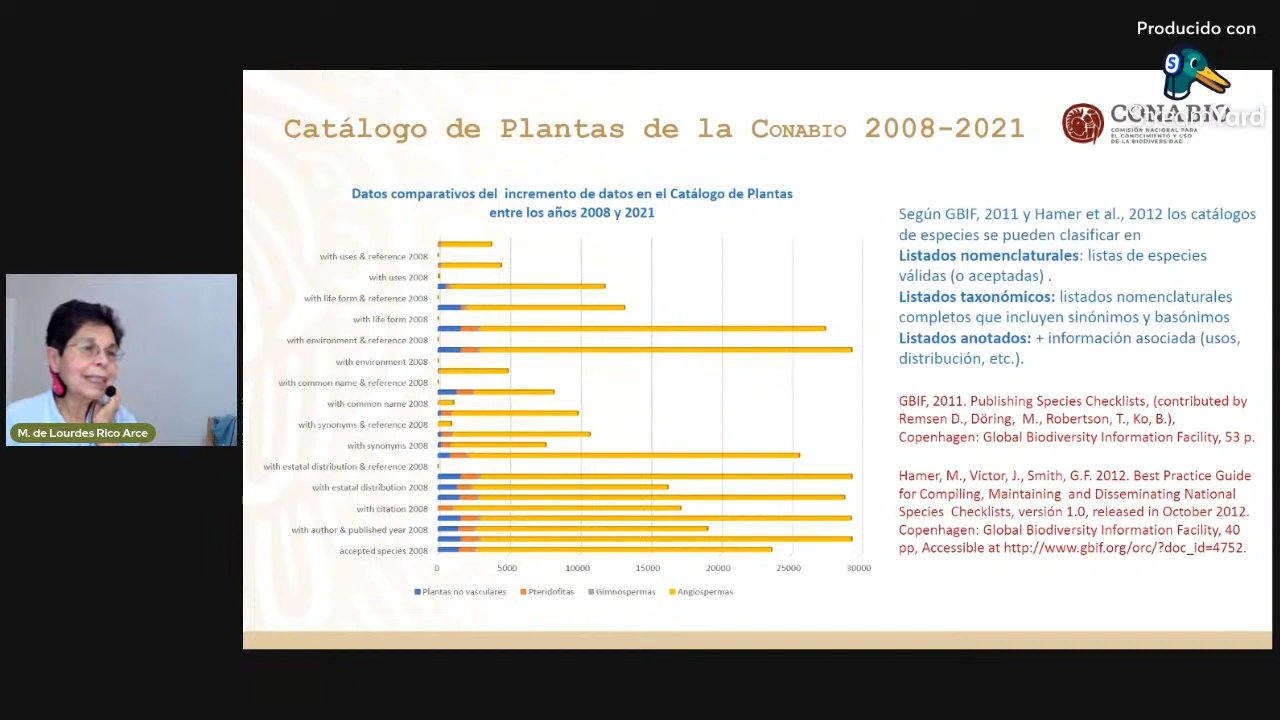 Producido con
StreamYard
Catálogo de Plantas de la CONABIO 2008-2021
CONABIO
COMISIÓN NACIONAL PARA
EL CONOCIMIENTO Y USO
DE LA BIODIVERSIDAD
Datos comparativos del incremento de datos en el Catálogo de Plantas
entre los años 2008 y 2021
with uses & reference 2008
with uses 2008
with life form & reference 2008
with life form 2008
with environment & reference 2008
with environment 2008
with common name & reference 2008
with common name 2008
with synonyms & reference 2008
with synonyms 2008
with estatal distribution & reference 2008
with estatal distribution 2008
with citation 2008
with author & published year 2008
accepted species 2008
0 5000 10000 15000 20000 25000 30000
Plantas no vasculares Pteridofitas Gimnospermas Angiospermas
Según GBIF, 2011 y Hamer et al., 2012 los catálogos
de especies se pueden clasificar en
Listados nomenclaturales: listas de especies
válidas (o aceptadas) .
Listados taxonómicos: listados nomenclaturales
completos que incluyen sinónimos y basónimos
Listados anotados: + información asociada (usos,
distribución, etc.).
GBIF, 2011. Publishing Species Checklists, (contributed by
Remsen D., Döring, M., Robertson, T., Ko, B.),
Copenhagen: Global Biodiversity Information Facility, 53 p.
Hamer, M., Victor, J., Smith, G.F. 2012. Best Practice Guide
for Compiling, Maintaining and Disseminating National
Species Checklists, versión 1.0, released in October 2012.
Copenhagen: Global Biodiversity Information Facility, 40
pp, Accessible at http://www.gbif.org/orc/?doc_id=4752.
M. de Lourdes Rico Arce